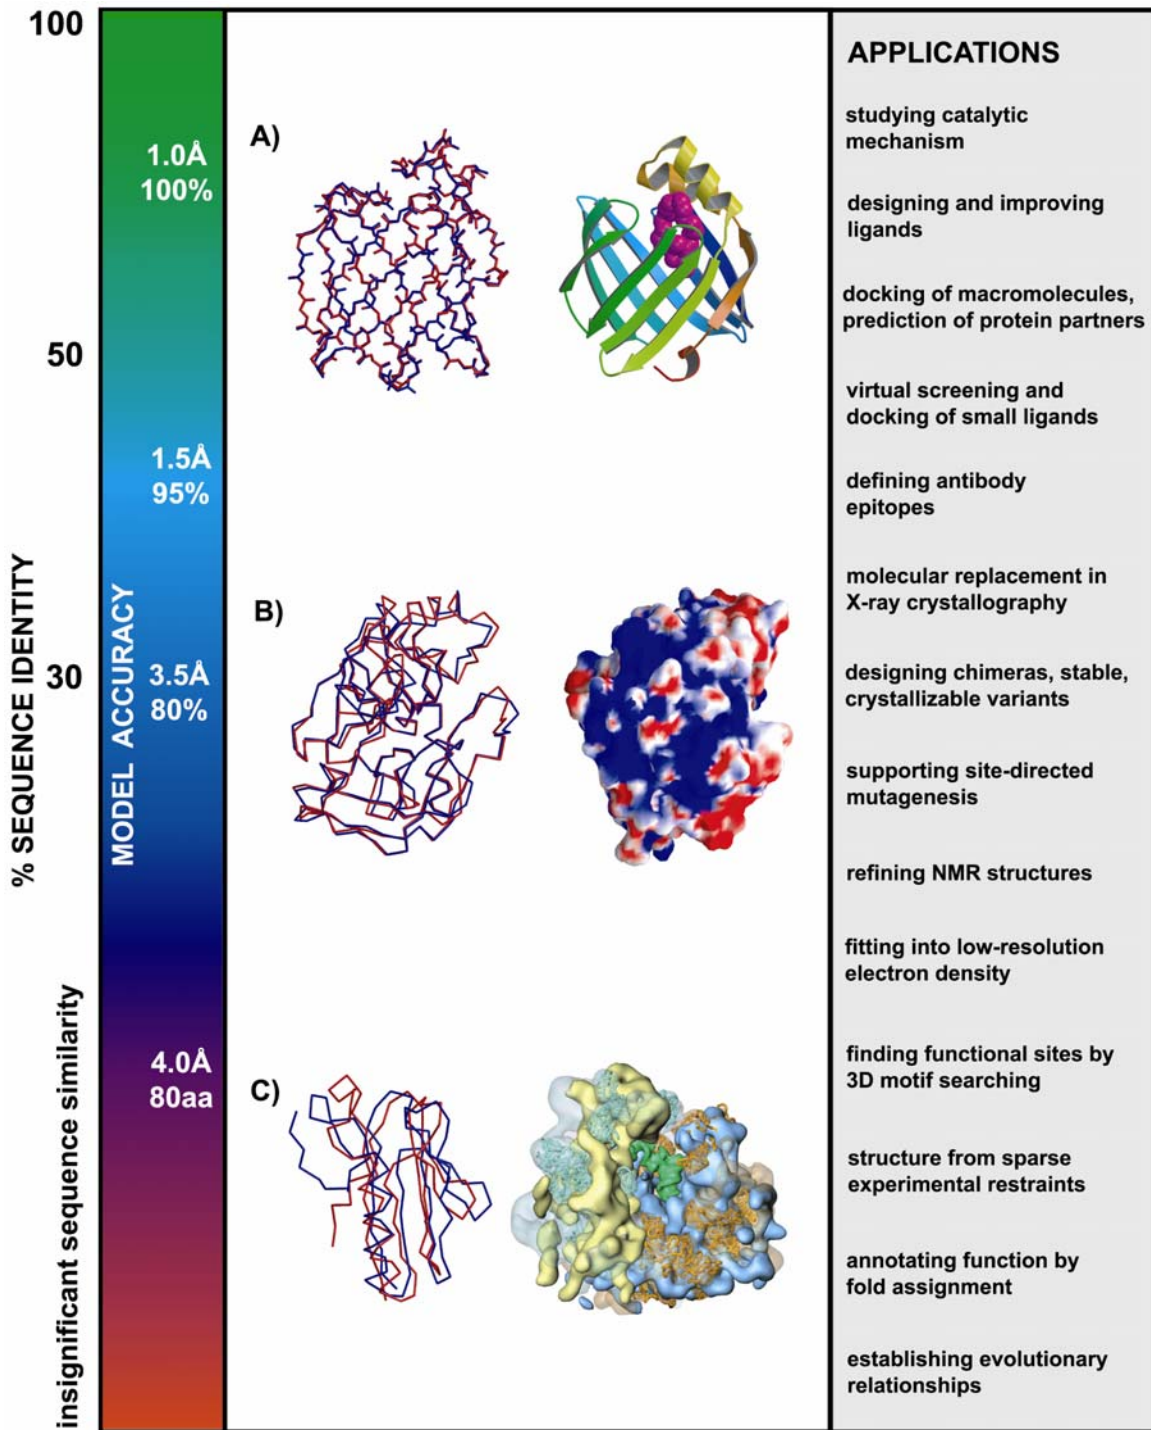 100
50
30
% SEQUENCE IDENTITY
insignificant sequence similarity
MODEL ACCURACY
1.0Å
100%
1.5Å
95%
3.5Å
80%
4.0Å
80aa
A)
B)
C)
APPLICATIONS
studying catalytic
mechanism
designing and improving
ligands
docking of macromolecules,
prediction of protein partners
virtual screening and
docking of small ligands
defining antibody
epitopes
molecular replacement in
X-ray crystallography
designing chimeras, stable,
crystallizable variants
supporting site-directed
mutagenesis
refining NMR structures
fitting into low-resolution
electron density
finding functional sites by
3D motif searching
structure from sparse
experimental restraints
annotating function by
fold assignment
establishing evolutionary
relationships